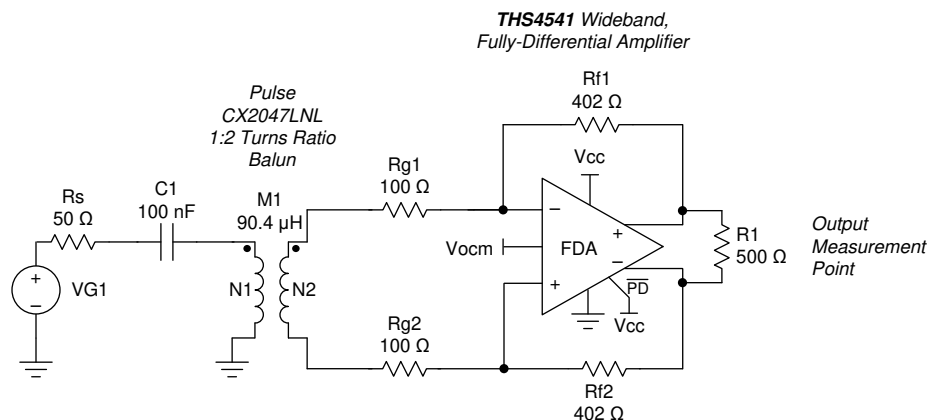 THS4541 Wideband,
Fully-Differential Amplifier
Rf1
402 Ω
Pulse
CX2047LNL
1:2 Turns Ratio
Balun
Vcc
Rg1
100 Ω
C1
100 nF
M1
90.4 µH
Rs
50 Ω
−
+
Vocm
FDA
+
−
R1
500 Ω
Output
Measurement
Point
+
−
VG1
N1
N2
PD
Vcc
Rg2
100 Ω
Rf2
402 Ω